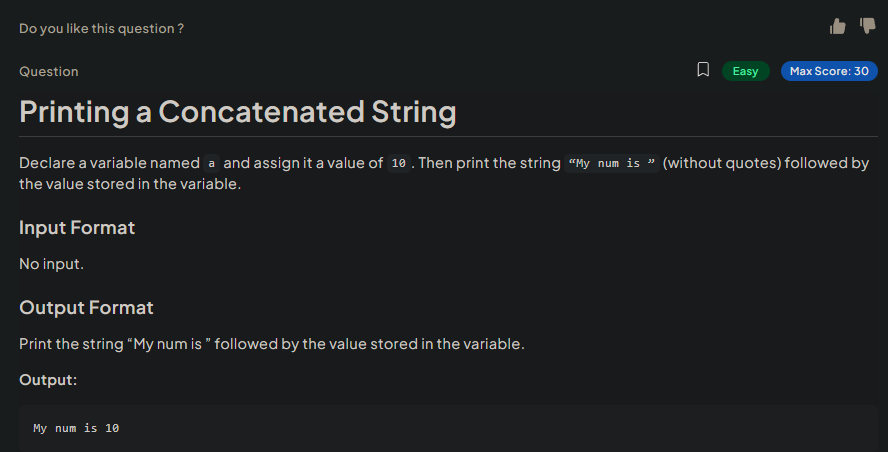 Do you like this question ?
Question
Easy
Max Score: 30
Printing a Concatenated String
Declare a variable named a and assign it a value of 10. Then print the string “My num is ” (without quotes) followed by
the value stored in the variable.
Input Format
No input.
Output Format
Print the string “My num is ” followed by the value stored in the variable.
Output:
My num is 10